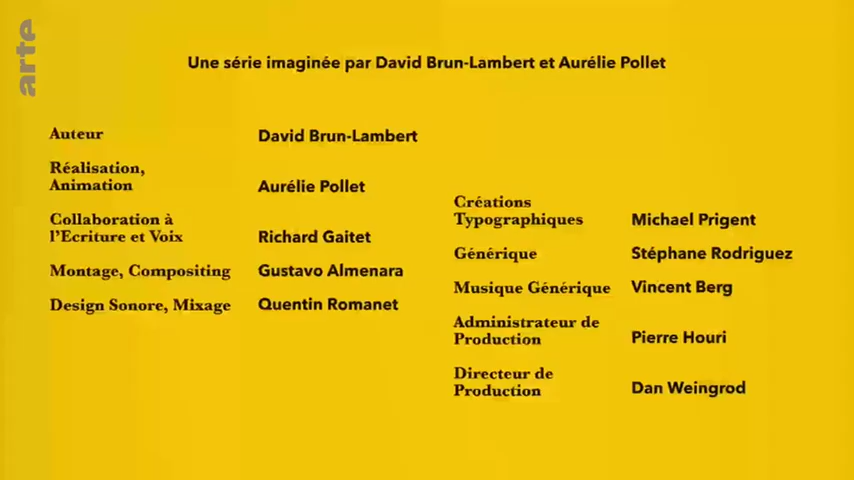 arte
Une série imaginée par David Brun-Lambert et Aurélie Pollet
Auteur David Brun-Lambert
Réalisation,
Animation Aurélie Pollet
Collaboration à
l'Ecriture et Voix Richard Gaitet
Montage, Compositing Gustavo Almenara
Design Sonore, Mixage Quentin Romanet
Créations
Typographiques Michael Prigent
Générique Stéphane Rodriguez
Musique Générique Vincent Berg
Administrateur de
Production Pierre Houri
Directeur de
Production Dan Weingrod